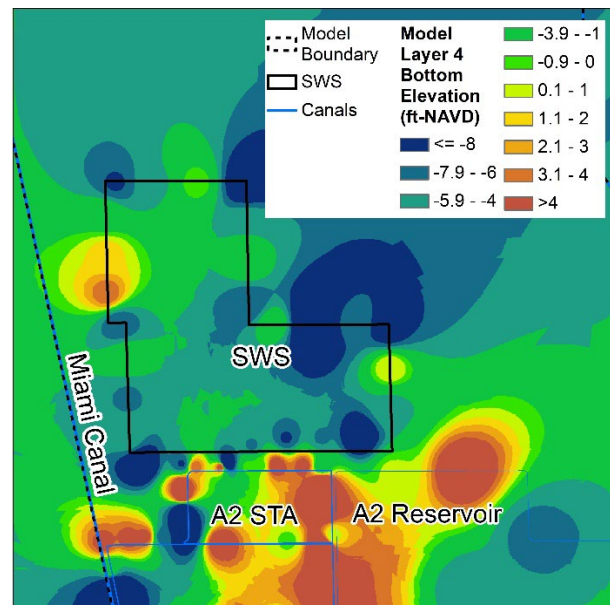 Model
Boundary
SWS
Canals
Model
Layer 4
Bottom
Elevation
(ft-NAVD)
<= -8
-7.9 - -6
-5.9 - -4
-3.9 - -1
-0.9 - 0
0.1 - 1
1.1 - 2
2.1 - 3
3.1 - 4
>4
SWS
Miami Canal
A2 STA
A2 Reservoir